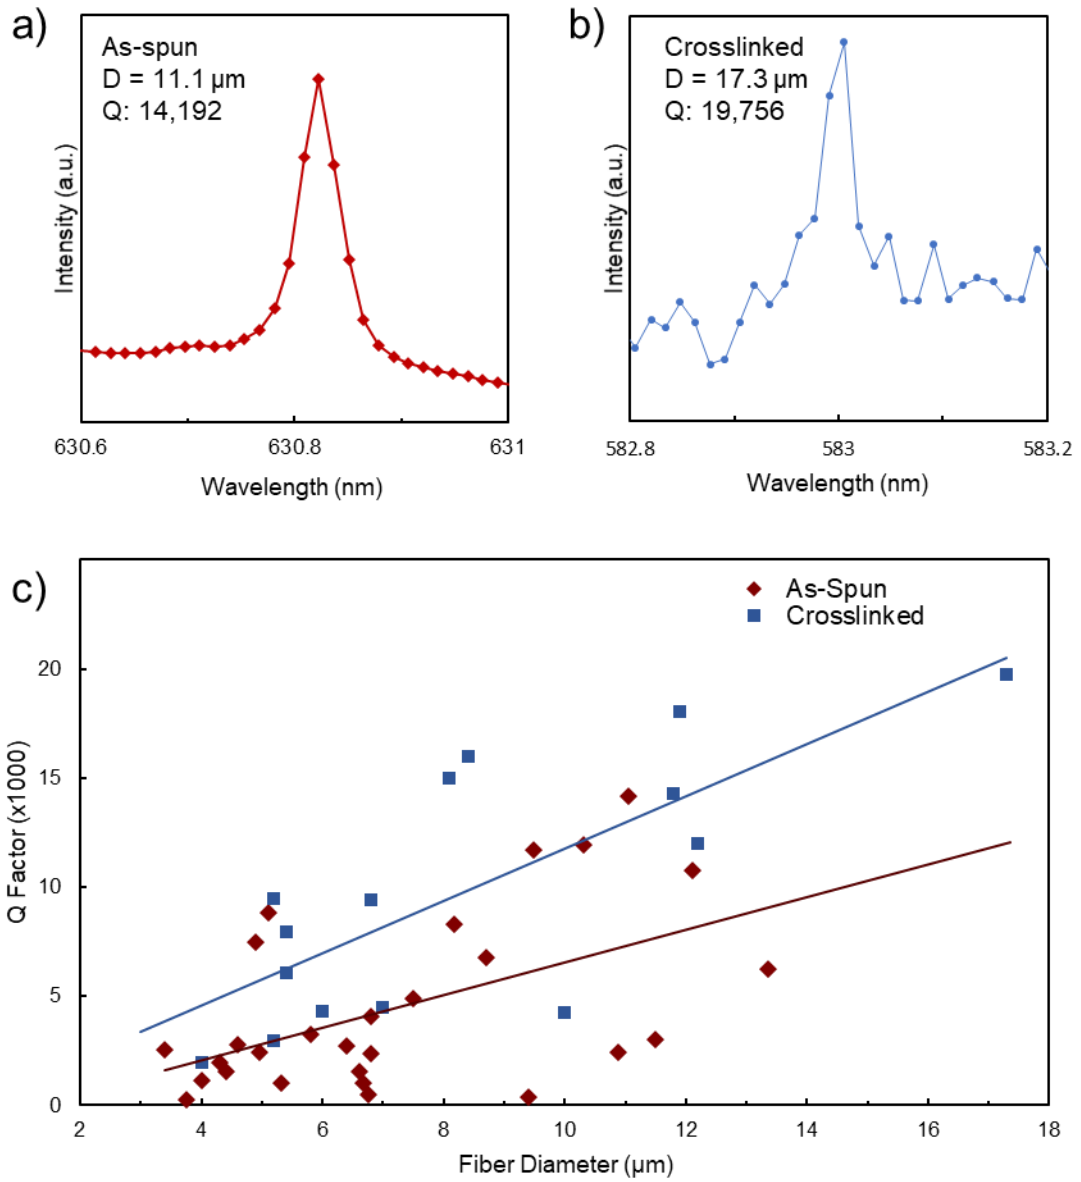 a)
As-spun
D = 11.1 μm
Q: 14,192
Intensity (a.u.)
630.6
630.8
631
Wavelength (nm)
b)
Crosslinked
D = 17.3 μm
Q: 19,756
Intensity (a.u.)
582.8
583
583.2
Wavelength (nm)
c)
As-Spun
Crosslinked
Q Factor (x1000)
20
15
10
5
0
2
4
6
8
10
12
14
16
18
Fiber Diameter (μm)